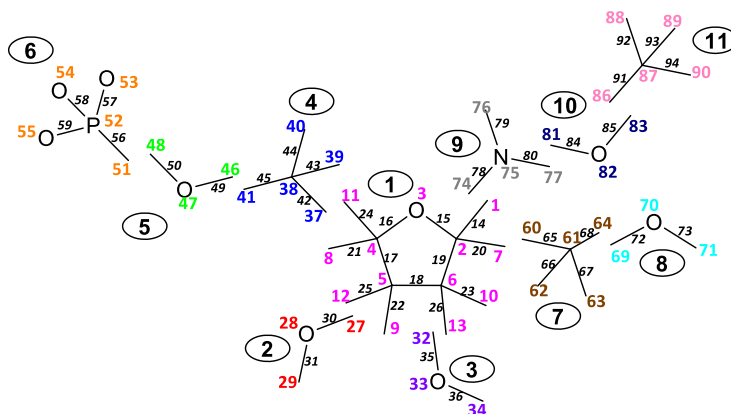 88 89 11
6 92 93
54 53 94 90
58 57 91 87
10 86
4 76
55 O 59 P 52 40 79 81 85 83
56 48 44 9 N 84 O
50 51 45 43 39 78 75 80 82
46 38 74 77
O 49 41 42
47 37
5 1 11 3 1 70
24 16 O 15 14 60 68 64 O 73
4 2 65 61 72
8 21 17 19 20 7 66 69 71
5 18 6 67 8
12 25 22 26 23 10 62 63
28 30 27 9 13 7
O 32
2 31 35
29 33 O 3
36
34